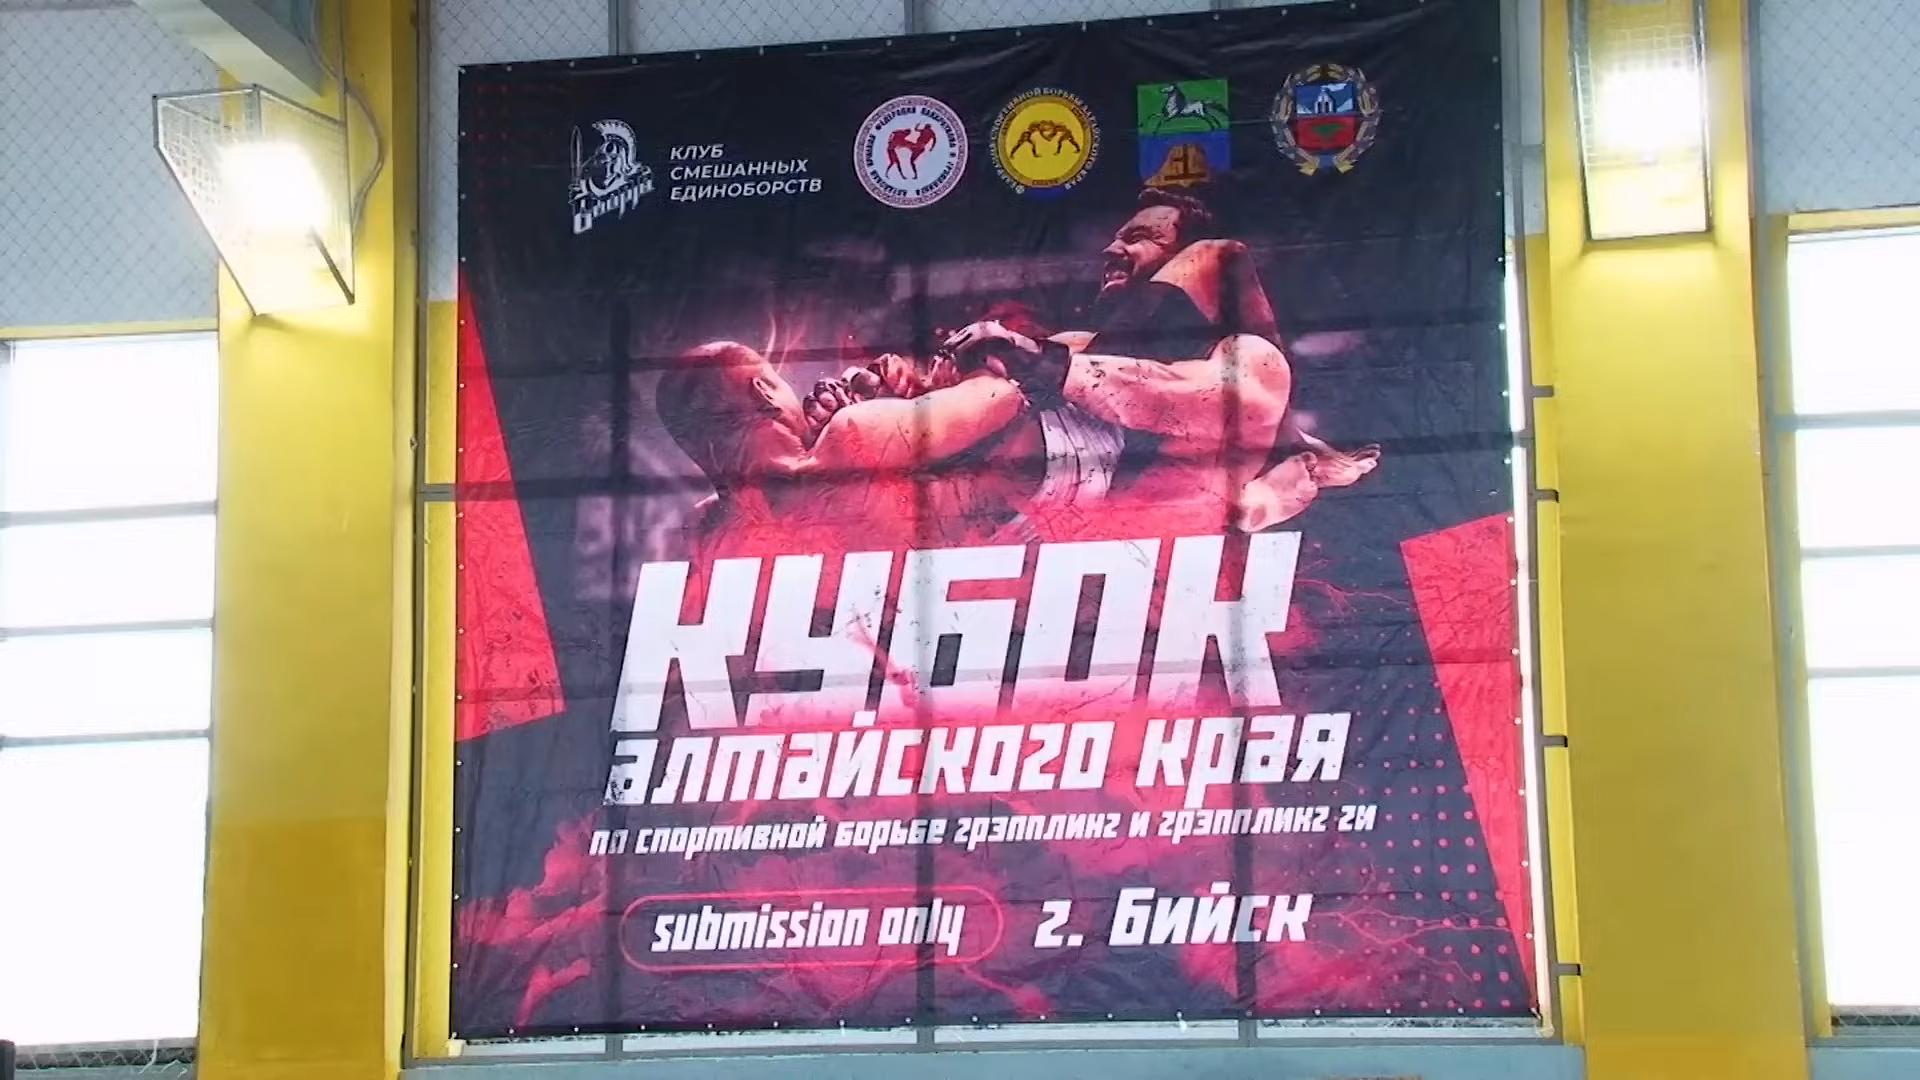 КЛУБ
СМЕШАННЫХ
ЕДИНОБОРСТВ
КУБОК
алтайского края
по спортивной борьбе грэпплинг и грэпплинг ги
submission only
г. Бийск